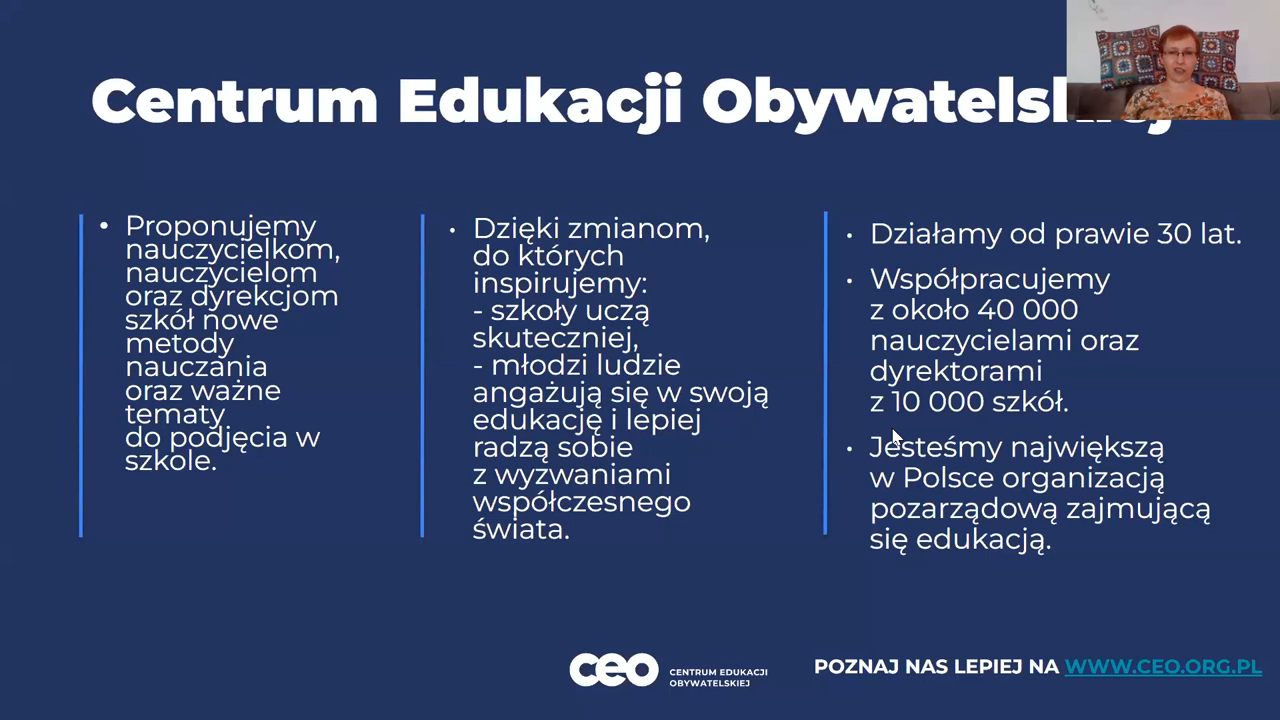 Centrum Edukacji Obywatelskiej
• Proponujemy
nauczycielkom,
nauczycielom
oraz dyrekcjom
szkół nowe
metody
nauczania
oraz ważne
tematy
do podjęcia w
szkole.
• Dzięki zmianom,
do których
inspirujemy:
- szkoły uczą
skuteczniej,
- młodzi ludzie
angażują się w swoją
edukację i lepiej
radzą sobie
z wyzwaniami
współczesnego
świata.
• Działamy od prawie 30 lat.
• Współpracujemy
z około 40 000
nauczycielami oraz
dyrektorami
z 10 000 szkół.
• Jesteśmy największą
w Polsce organizacją
pozarządową zajmującą
się edukacją.
ceo
CENTRUM EDUKACJI
OBYWATELSKIEJ
POZNAJ NAS LEPIEJ NA WWW.CEO.ORG.PL